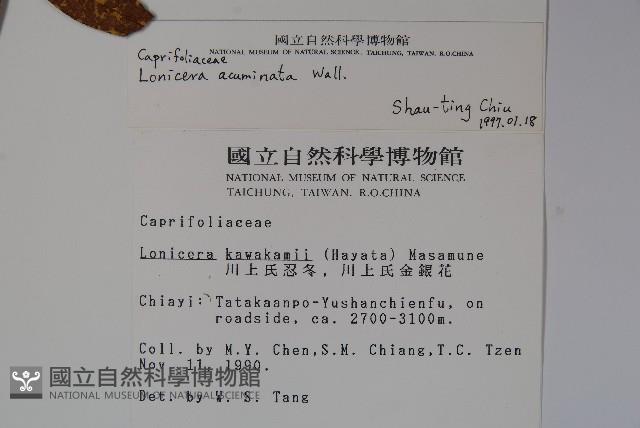 國立自然科學博物館
NATIONAL MUSEUM OF NATURAL SCIENCE, TAICHUNG, TAIWAN, R.O.CHINA
Caprifoliaceae
Lonicera acuminata Wall.
Shau-ting Chiu
1997.01.18
國立自然科學博物館
NATIONAL MUSEUM OF NATURAL SCIENCE
TAICHUNG, TAIWAN. R.O.CHINA
Caprifoliaceae
Lonicera kawakamii (Hayata) Masamune
川上氏忍冬, 川上氏金銀花
Chiayi: Tatakaanpo-Yushanchienfu, on
roadside, ca. 2700-3100m.
Coll. by M.Y. Chen,S.M. Chiang,T.C. Tzen
Nov. 11, 1990.
Det. by W. S. Tang
國立自然科學博物館
NATIONAL MUSEUM OF NATURAL SCIENCE